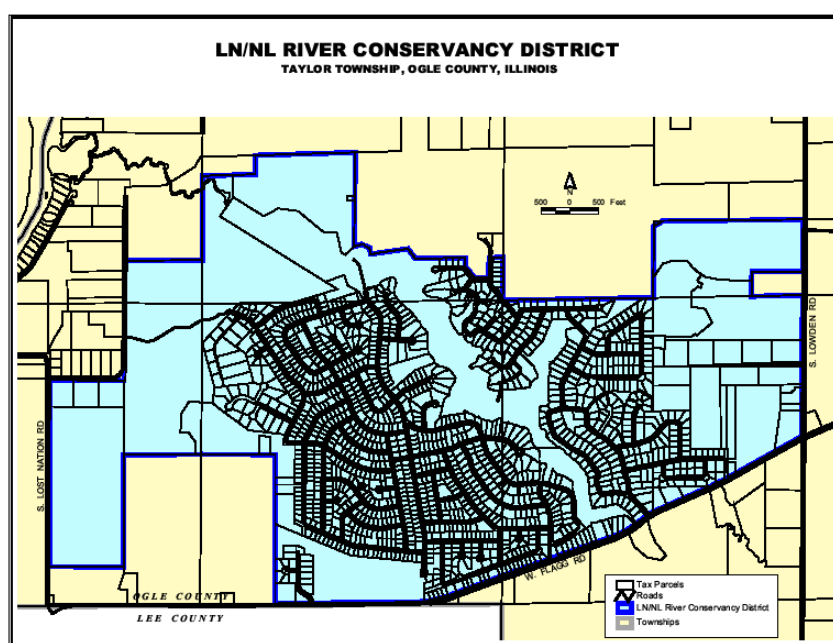 LN/NL RIVER CONSERVANCY DISTRICT
TAYLOR TOWNSHIP, OGLE COUNTY, ILLINOIS
N
500 0 500 Feet
S. LOWDEN RD
S. LOST NATION RD
W. FLAGG RD
OGLE COUNTY
LEE COUNTY
Tax Parcels
Roads
LN/NL River Conservancy District
Townships